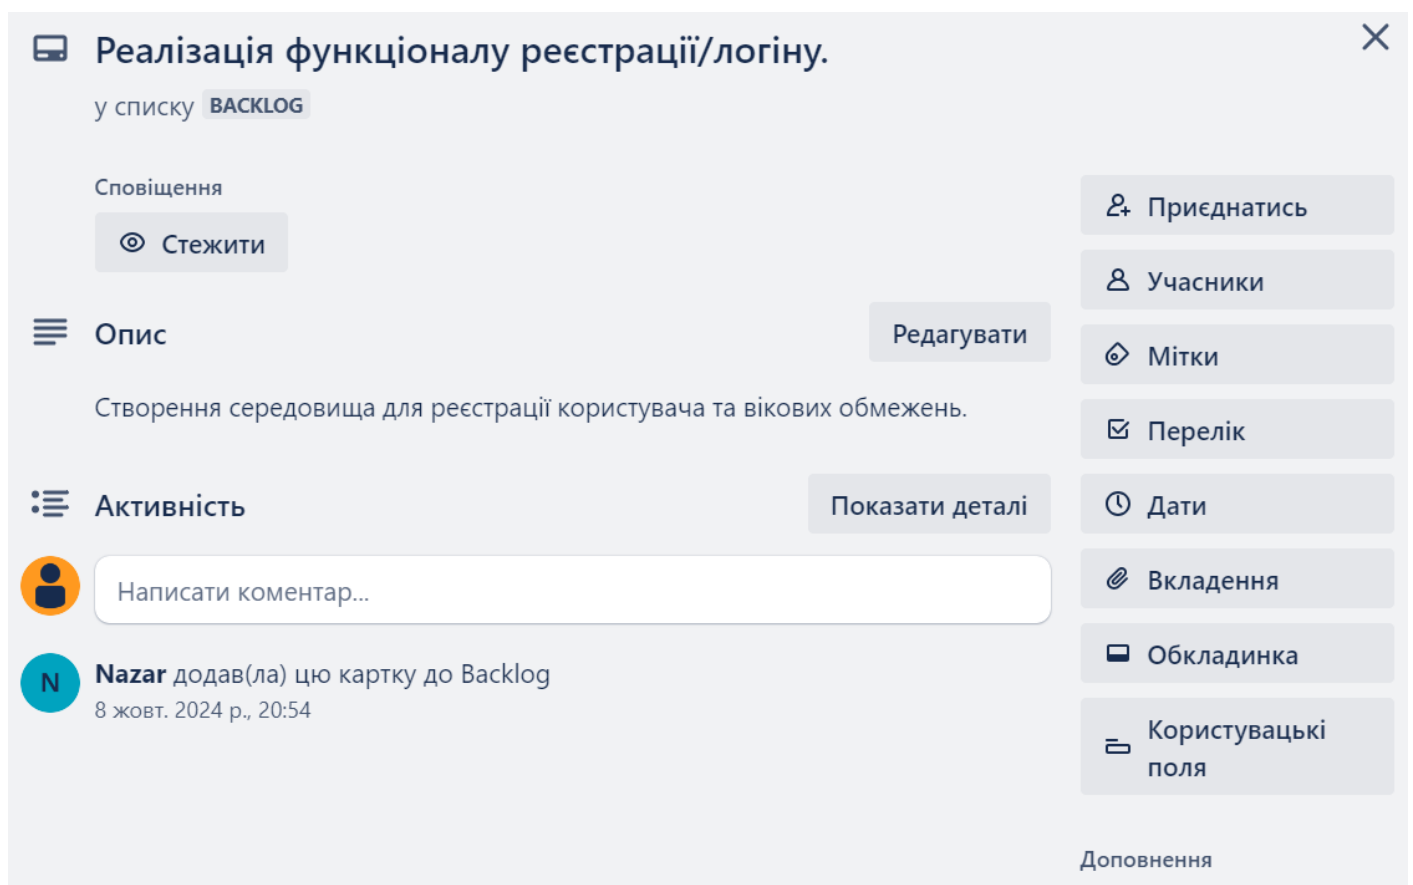 Реалізація функціоналу реєстрації/логіну.
у списку BACKLOG
Сповіщення
Стежити
Опис
Редагувати
Створення середовища для реєстрації користувача та вікових обмежень.
Активність
Показати деталі
Написати коментар...
N
Nazar додав(ла) цю картку до Backlog
8 жовт. 2024 р., 20:54
Приєднатись
Учасники
Мітки
Перелік
Дати
Вкладення
Обкладинка
Користувацькі
поля
Доповнення